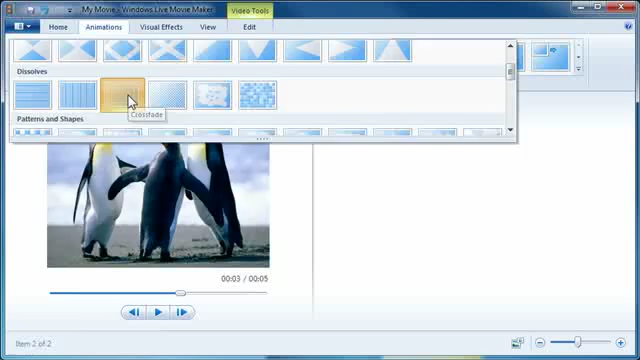 My Movie - Windows Live Movie Maker
Video Tools
Home
Animations
Visual Effects
View
Edit
Dissolves
Crossfade
Patterns and Shapes
00:03 / 00:05
Item 2 of 2